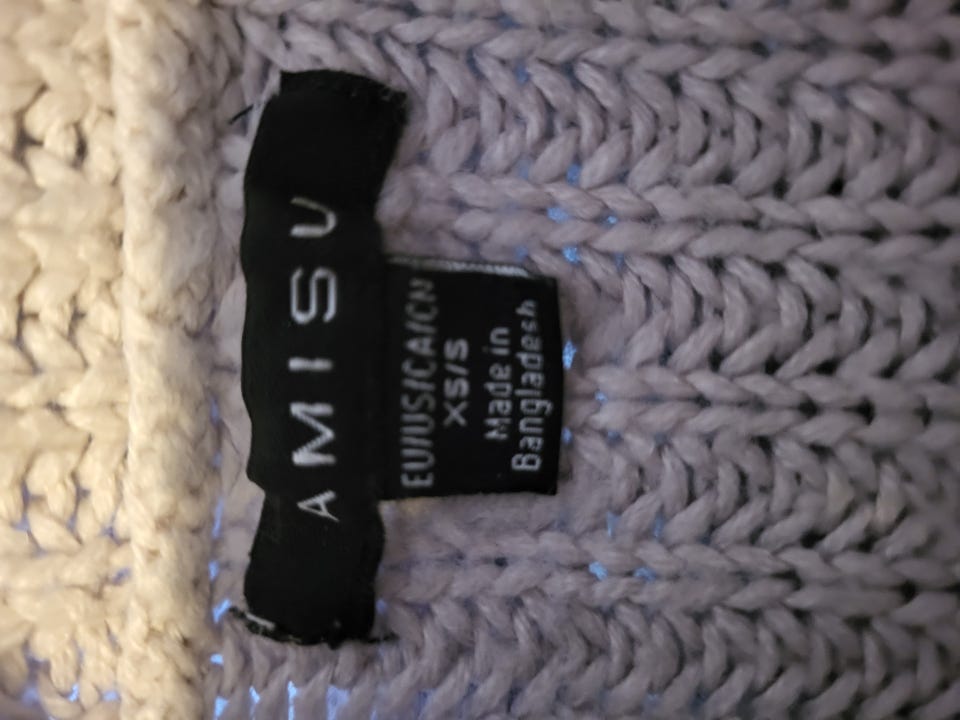 AMISU
EU/US/CA/CN
XS/S
Made in
Bangladesh